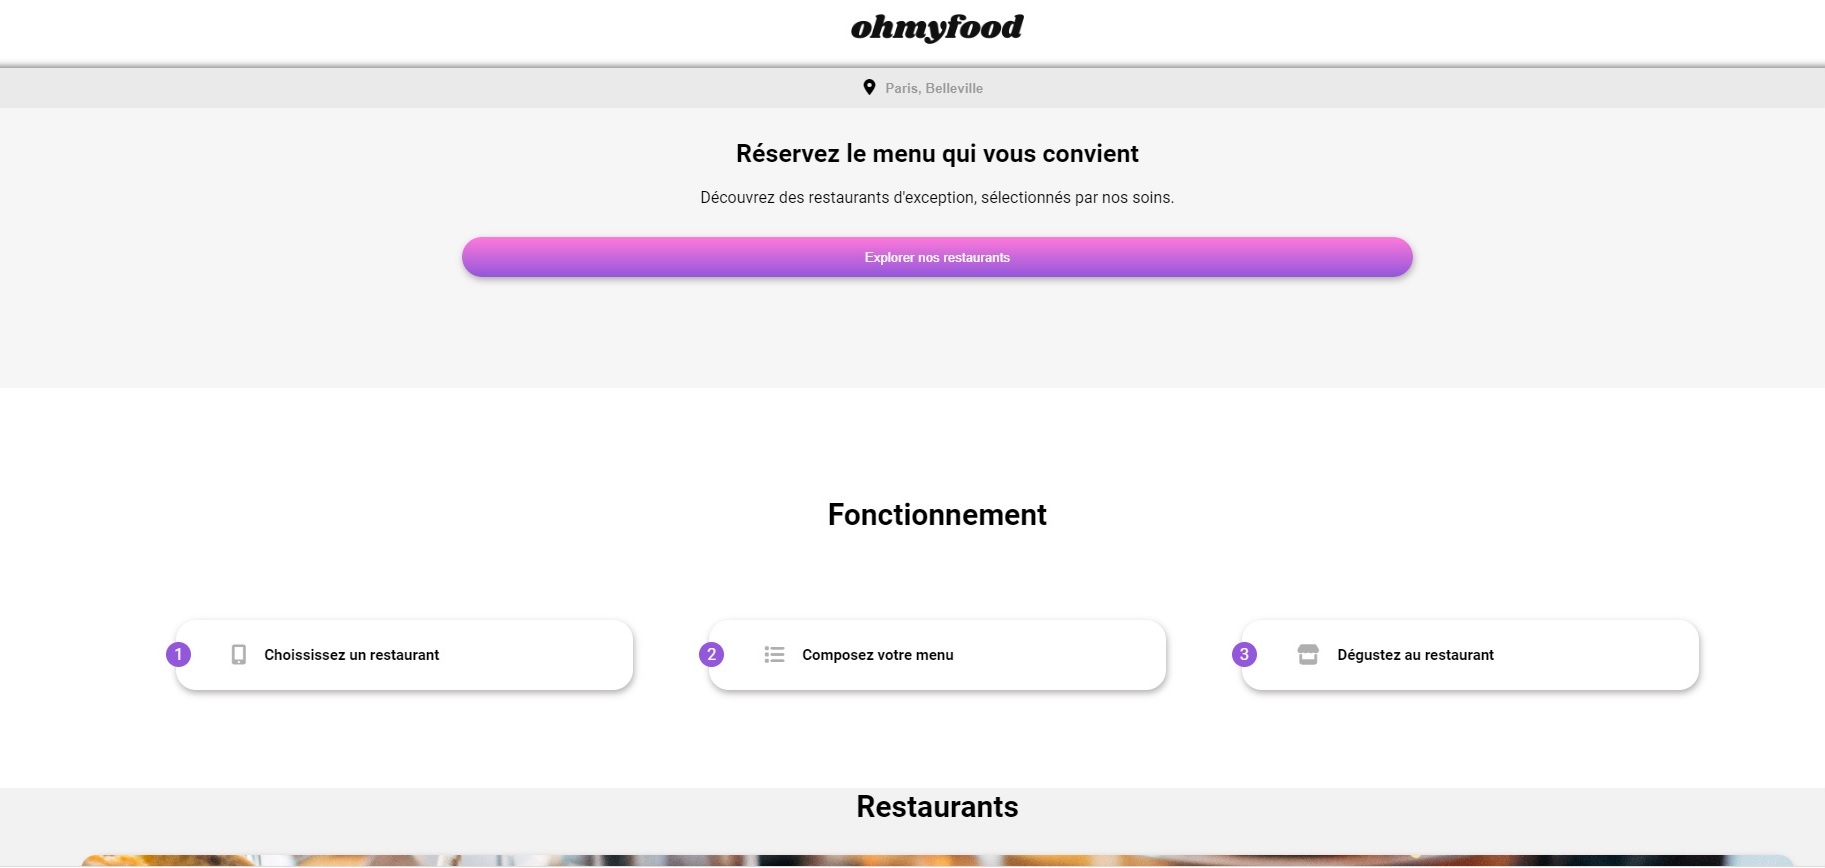 ohmyfood
Paris, Belleville
Réservez le menu qui vous convient
Découvrez des restaurants d'exception, sélectionnés par nos soins.
Explorer nos restaurants
Fonctionnement
1 Choississez un restaurant
2 Composez votre menu
3 Dégustez au restaurant
Restaurants